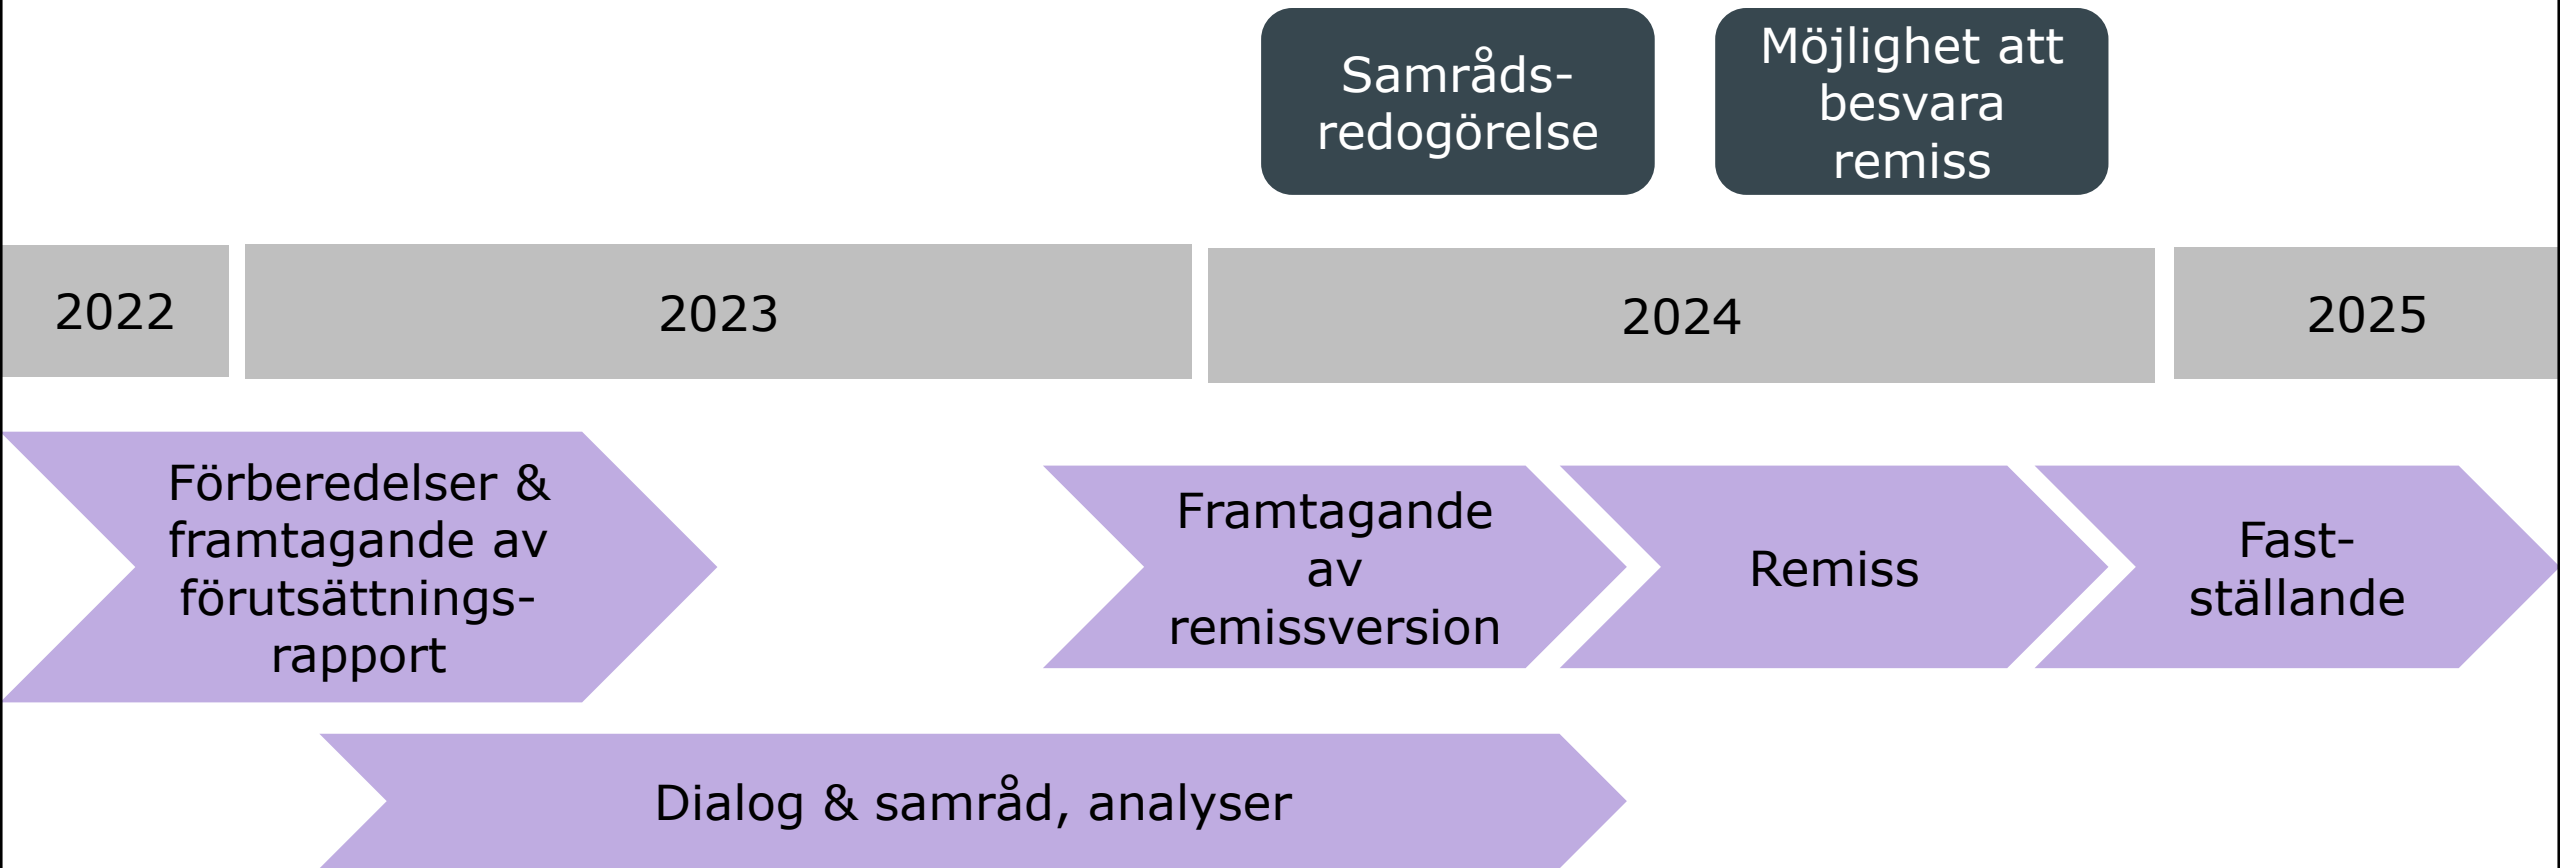 Samråds-
redogörelse
Möjlighet att
besvara
remiss
2022
2023
2024
2025
Förberedelser &
framtagande av
förutsättnings-
rapport
Framtagande
av
remissversion
Remiss
Fast-
ställande
Dialog & samråd, analyser